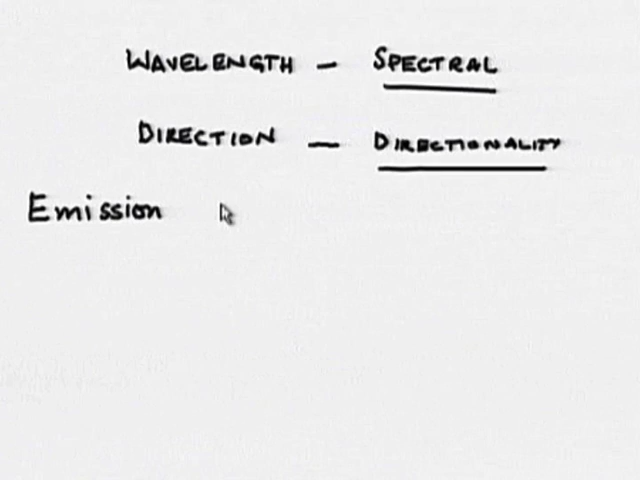 WAVELENGTH — SPECTRAL
DIRECTION — DIRECTIONALITY
Emission